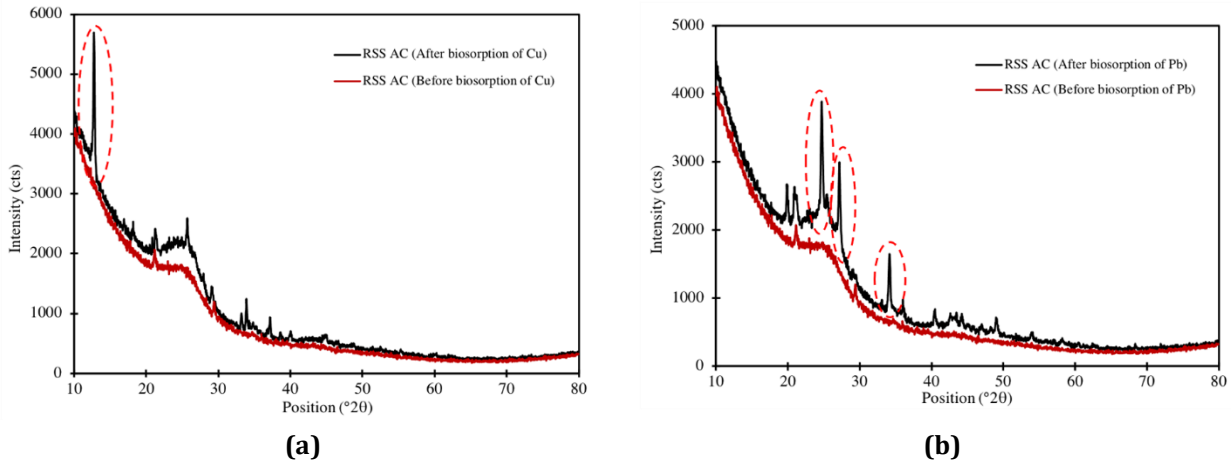 6000
5000
4000
3000
2000
1000
0
Intensity (cts)
RSS AC (After biosorption of Cu)
RSS AC (Before biosorption of Cu)
10 20 30 40 50 60 70 80
Position (°2θ)
(a)
5000
4000
3000
2000
1000
0
Intensity (cts)
RSS AC (After biosorption of Pb)
RSS AC (Before biosorption of Pb)
10 20 30 40 50 60 70 80
Position (°2θ)
(b)